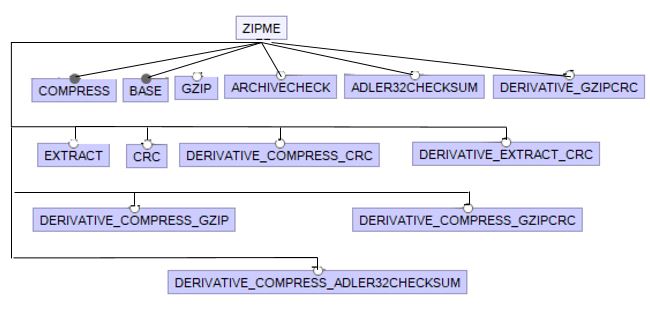 ZIPME
COMPRESS
BASE
GZIP
ARCHIVECHECK
ADLER32CHECKSUM
DERIVATIVE_GZIPCRC
EXTRACT
CRC
DERIVATIVE_COMPRESS_CRC
DERIVATIVE_EXTRACT_CRC
DERIVATIVE_COMPRESS_GZIP
DERIVATIVE_COMPRESS_GZIPCRC
DERIVATIVE_COMPRESS_ADLER32CHECKSUM